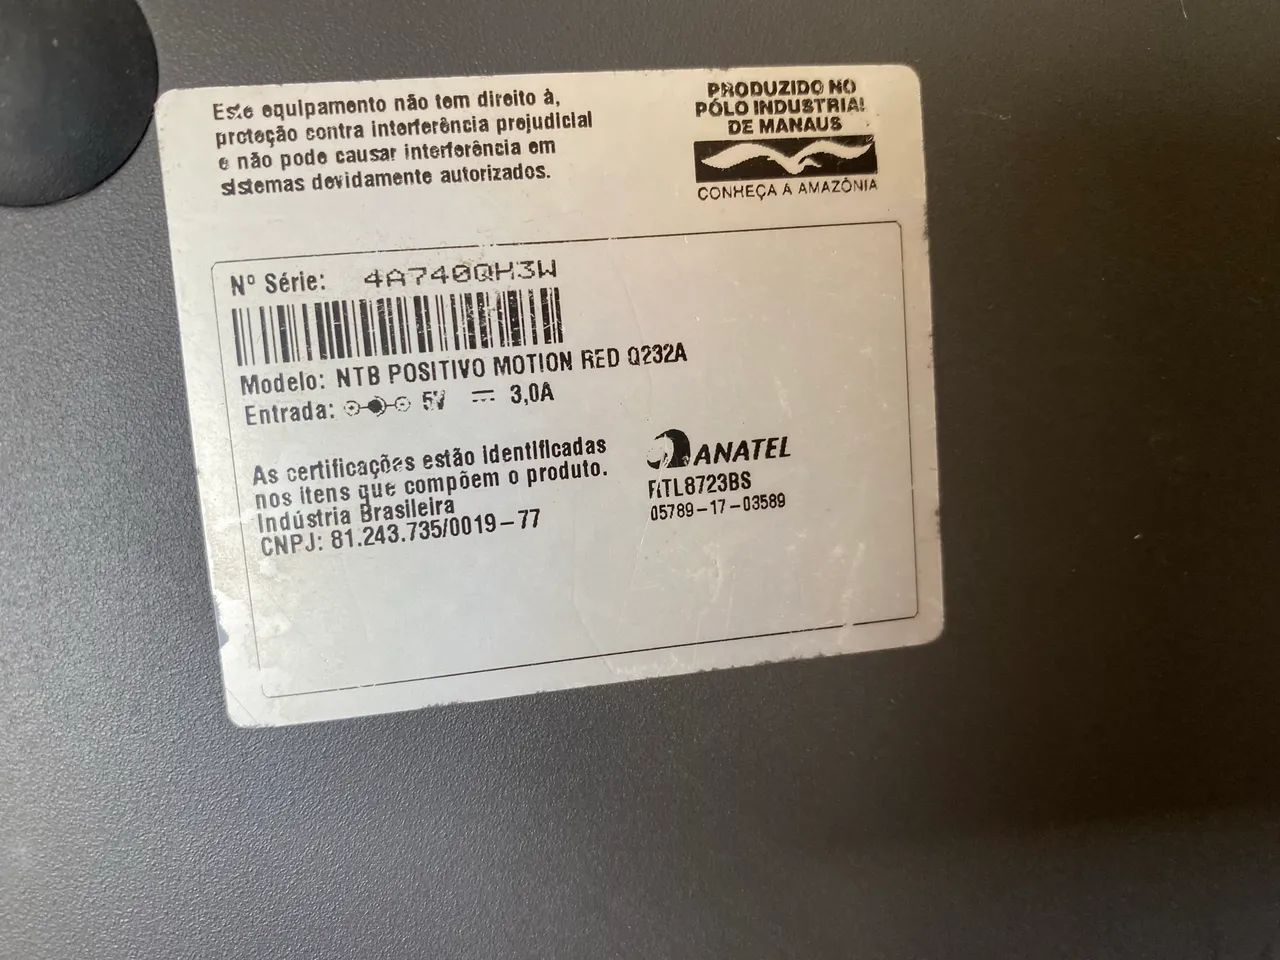 Este equipamento não tem direito à,
proteção contra interferência prejudicial
e não pode causar interferência em
sistemas devidamente autorizados.
PRODUZIDO NO
PÓLO INDUSTRIAL
DE MANAUS
CONHEÇA A AMAZÔNIA
Nº Série: 4A740QH3W
Modelo: NTB POSITIVO MOTION RED Q232A
Entrada: 5V 3,0A
As certificações estão identificadas
nos itens que compõem o produto.
Indústria Brasileira
CNPJ: 81.243.735/0019-77
ANATEL
RTL8723BS
05789-17-03589